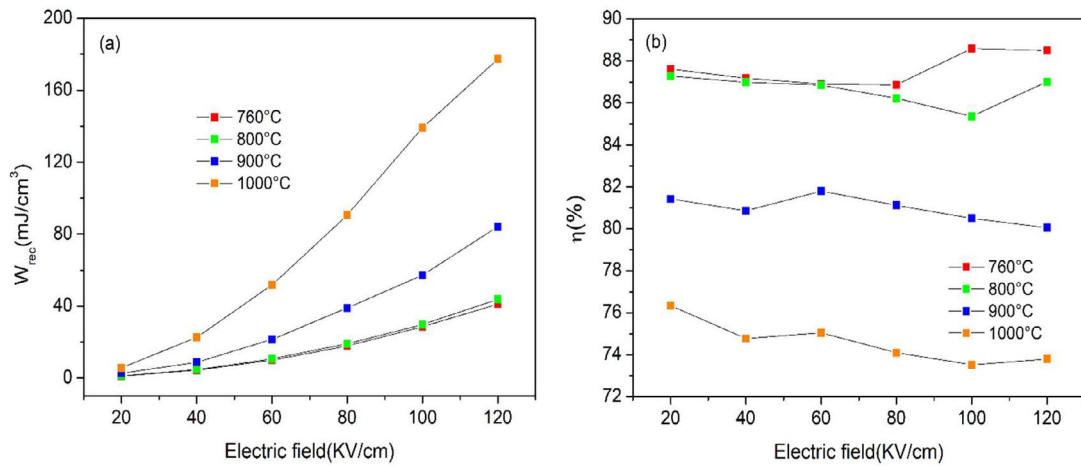 (a)
W_rec(mJ/cm³)
200
160
120
80
40
0
760°C
800°C
900°C
1000°C
20 40 60 80 100 120
Electric field(KV/cm)
(b)
η(%)
90
88
86
84
82
80
78
76
74
72
760°C
800°C
900°C
1000°C
20 40 60 80 100 120
Electric field(KV/cm)